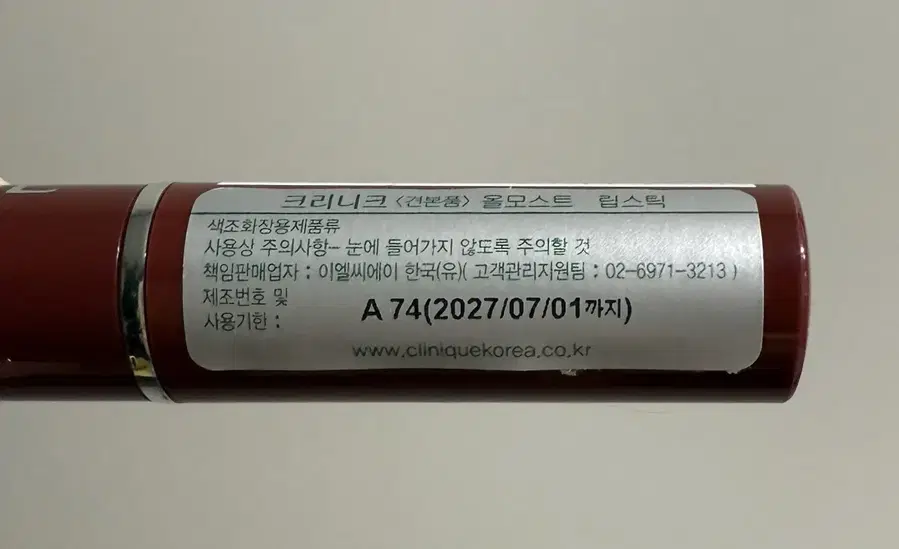 크리니크 〈견본품〉 올모스트 립스틱
색조화장용제품류
사용상 주의사항- 눈에 들어가지 않도록 주의할 것
책임판매업자 : 이엘씨에이 한국(유)( 고객관리지원팀 : 02-6971-3213 )
제조번호 및
사용기한 :
A 74(2027/07/01까지)
www.cliniquekorea.co.kr